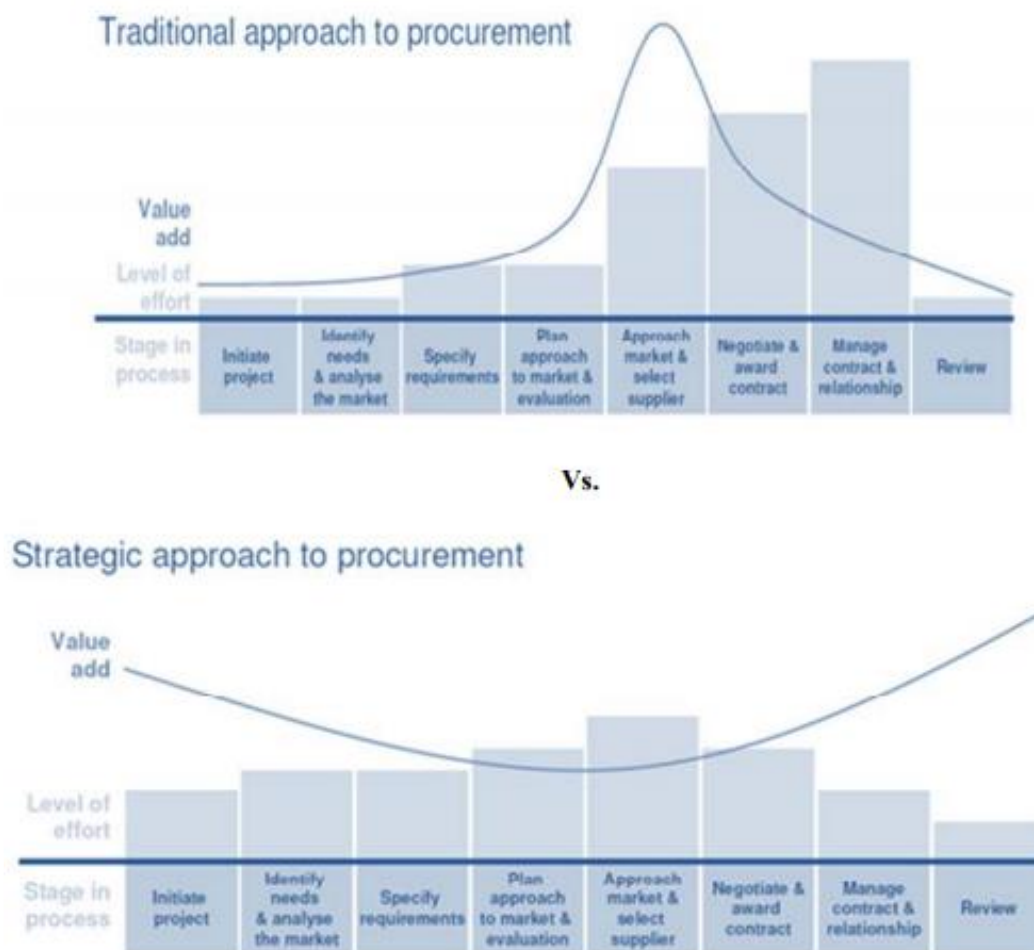 Traditional approach to procurement
Value
add
Level of
effort
Stage in
process
Initiate
project
Identify
needs
& analyse
the market
Specify
requirements
Plan
approach
to market &
evaluation
Approach
market &
select
supplier
Negotiate &
award
contract
Manage
contract &
relationship
Review
Vs.
Strategic approach to procurement
Value
add
Level of
effort
Stage in
process
Initiate
project
Identify
needs
& analyse
the market
Specify
requirements
Plan
approach
to market &
evaluation
Approach
market &
select
supplier
Negotiate &
award
contract
Manage
contract &
relationship
Review